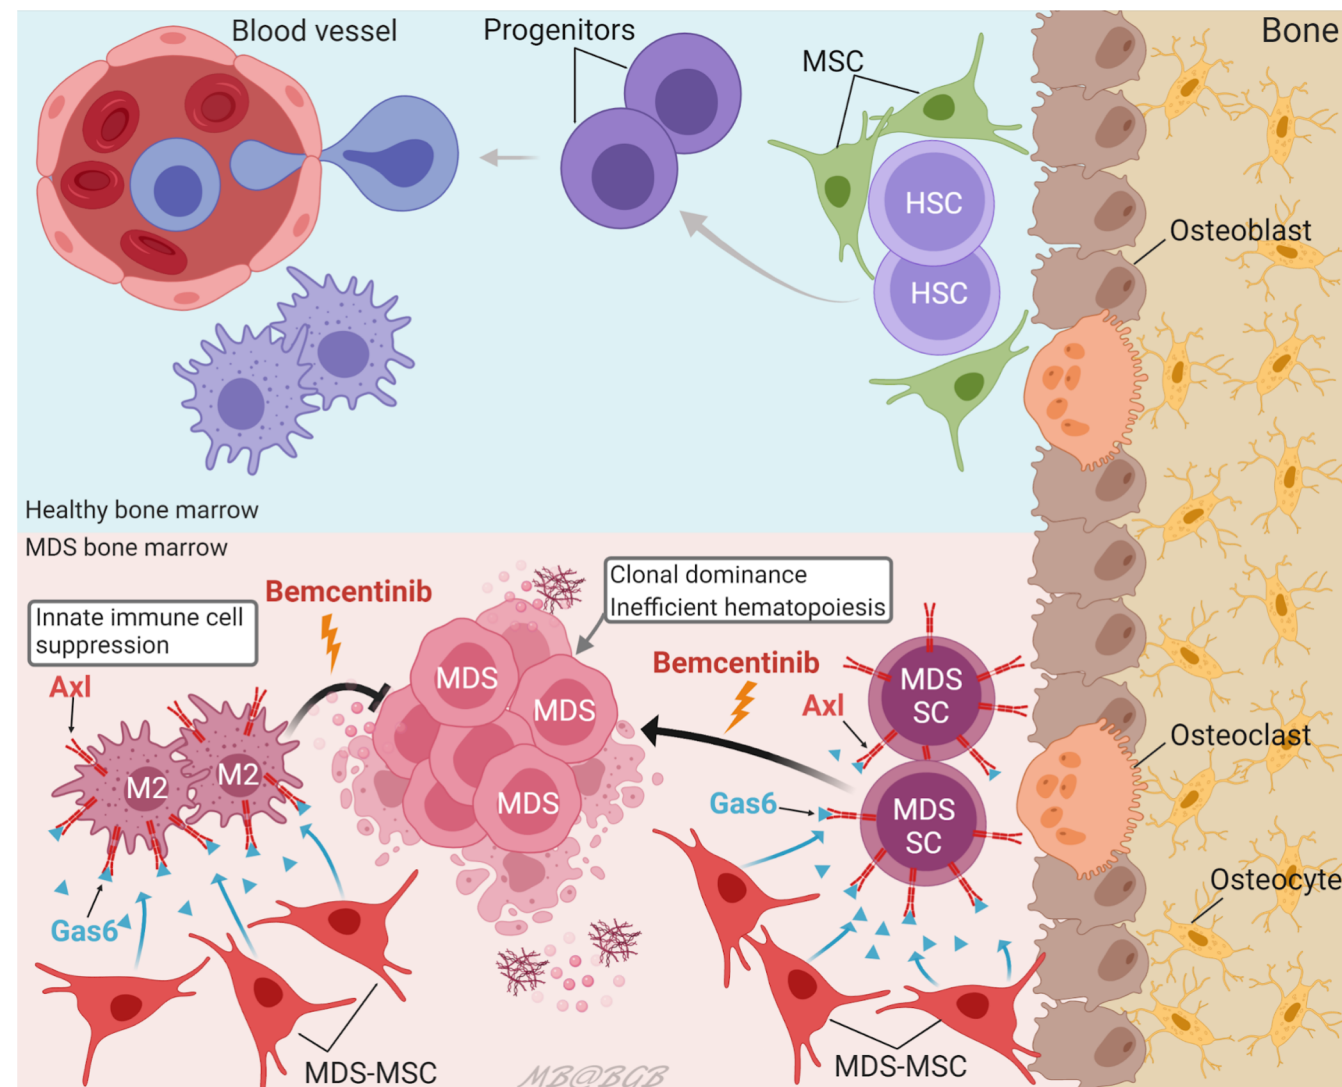 Blood vessel
Progenitors
MSC
Bone
HSC
HSC
Osteoblast
Healthy bone marrow
MDS bone marrow
Innate immune cell
suppression
Bemcentinib
Clonal dominance
Inefficient hematopoiesis
Axl
M2
M2
MDS
MDS
MDS
Bemcentinib
Axl
MDS
SC
Gas6
MDS
SC
Osteoclast
Osteocyte
Gas6
MDS-MSC
MDS-MSC
MB@BGB